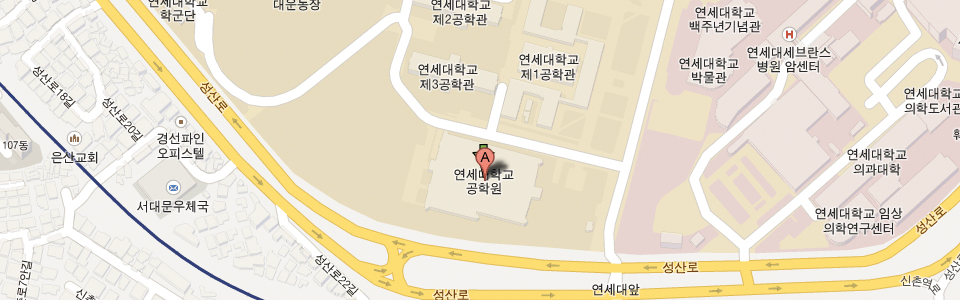 연세대학교
학군단
대운동장
연세대학교
제2공학관
연세대학교
백주년기념관
H
연세대세브란스
병원 암센터
연세대학교
제1공학관
연세대학교
제3공학관
연세대학교
박물관
성산로18길
성산로
연세대학교
의학도서관
성산로20길
경선파인
오피스텔
107동
은산교회
A
연세대학교
공학원
연세대학교
의과대학
서대문우체국
연세대학교 임상
의학연구센터
성산로
성산로
성산로22길
성산로
연세대앞
신촌역로